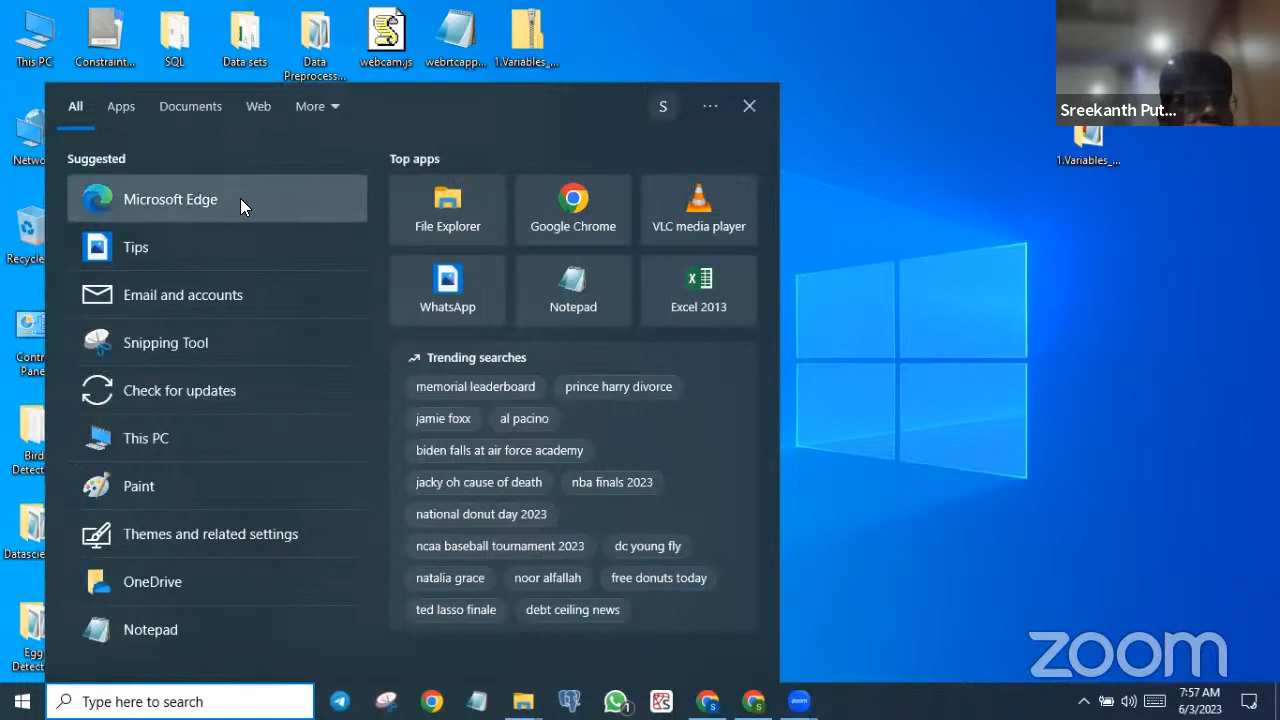 This PC
Constraint...
SQL
Data sets
Data
Preprocess...
webcam.js
webrtcapp...
1.Variables_...
Sreekanth Put...
1.Variables_...
Netwo
Recycle
Contr
Pane
Bird
Detect
Datascie
Egg
Detect
All
Apps
Documents
Web
More
S
Suggested
Microsoft Edge
Tips
Email and accounts
Snipping Tool
Check for updates
This PC
Paint
Themes and related settings
OneDrive
Notepad
Top apps
File Explorer
Google Chrome
VLC media player
WhatsApp
Notepad
Excel 2013
Trending searches
memorial leaderboard
prince harry divorce
jamie foxx
al pacino
biden falls at air force academy
jacky oh cause of death
nba finals 2023
national donut day 2023
ncaa baseball tournament 2023
dc young fly
natalia grace
noor alfallah
free donuts today
ted lasso finale
debt ceiling news
zoom
Type here to search
1
zoom
7:57 AM
6/3/2023